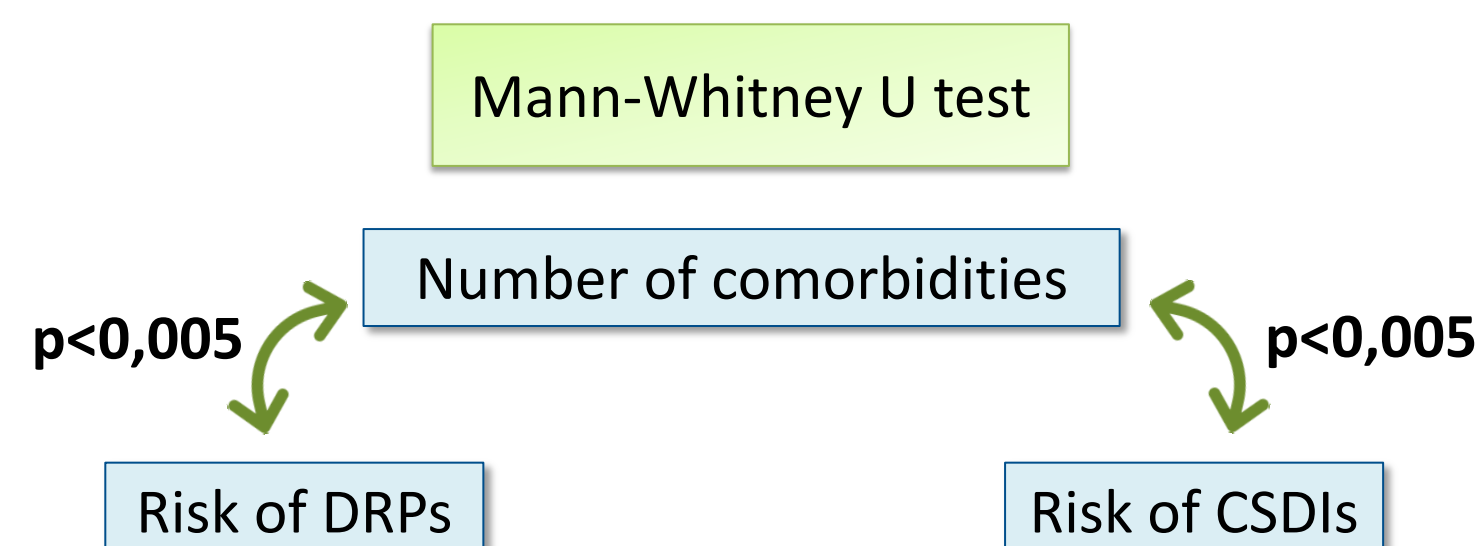 Mann-Whitney U test
Number of comorbidities
p<0,005
p<0,005
Risk of DRPs
Risk of CSDIs